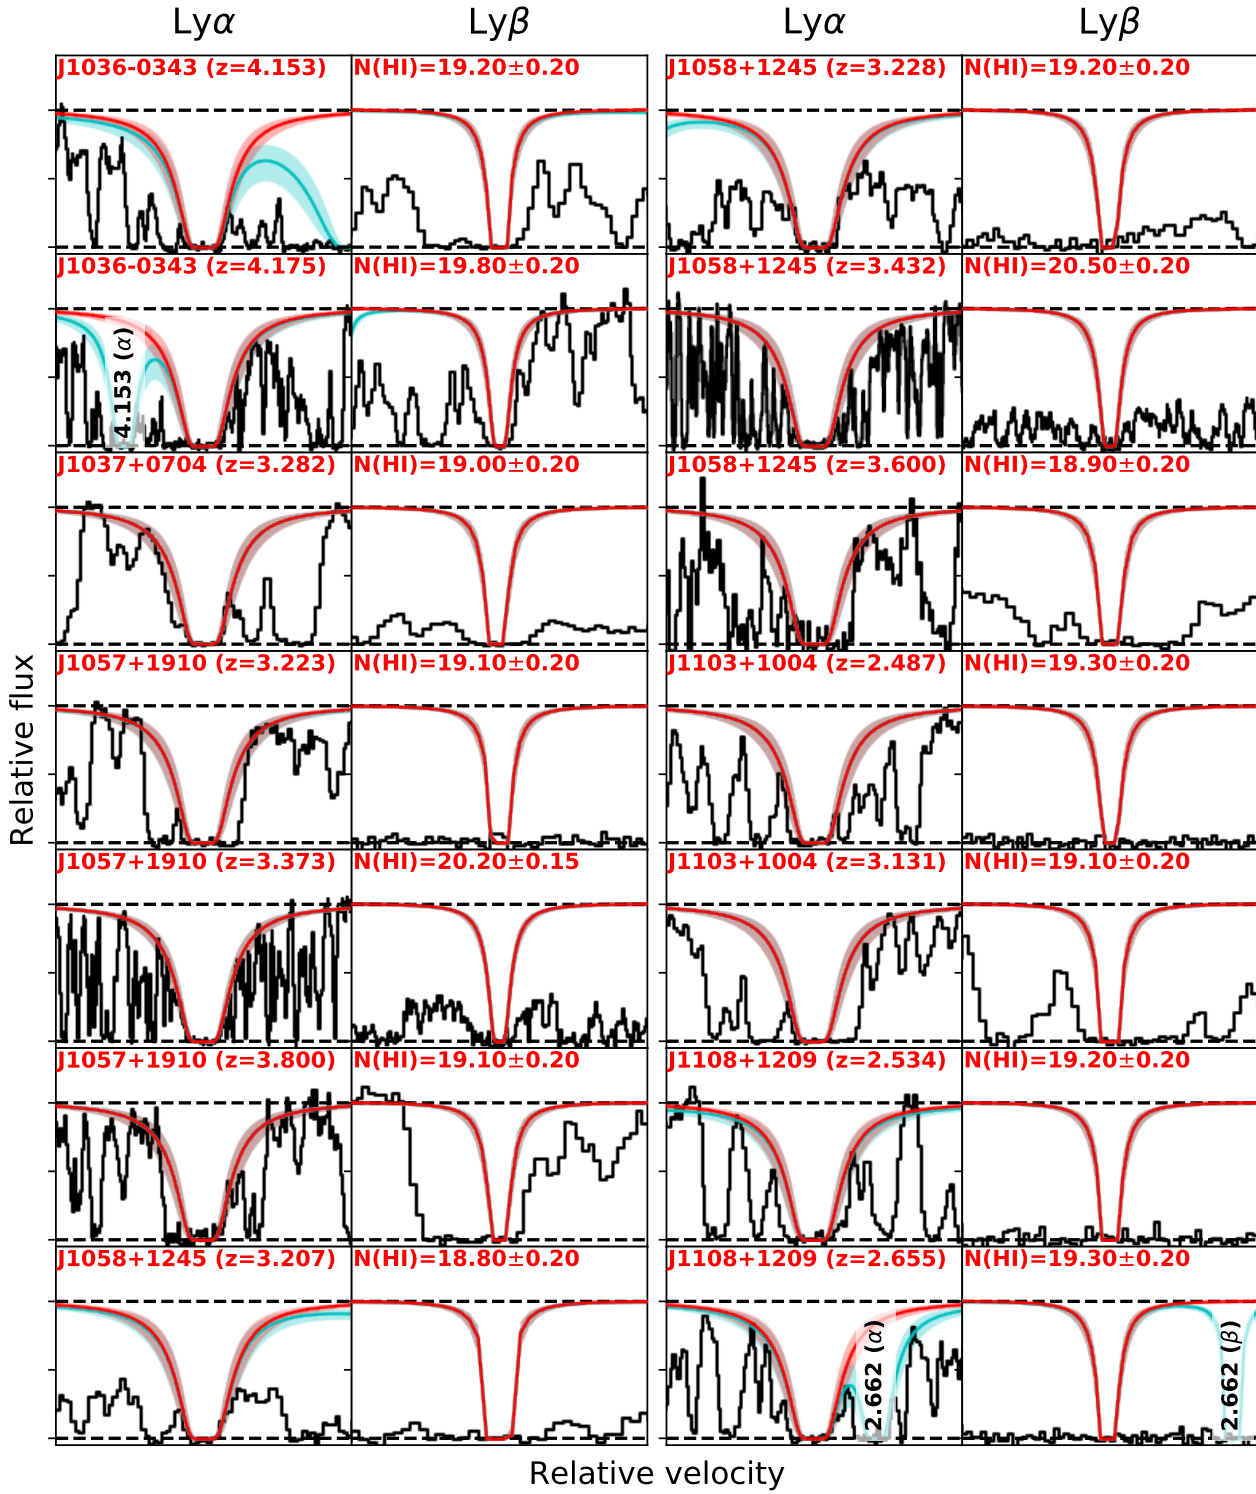 Lyα Lyβ Lyα Lyβ
J1036-0343 (z=4.153) N(HI)=19.20±0.20 J1058+1245 (z=3.228) N(HI)=19.20±0.20
J1036-0343 (z=4.175) N(HI)=19.80±0.20 J1058+1245 (z=3.432) N(HI)=20.50±0.20
4.153 (α)
J1037+0704 (z=3.282) N(HI)=19.00±0.20 J1058+1245 (z=3.600) N(HI)=18.90±0.20
J1057+1910 (z=3.223) N(HI)=19.10±0.20 J1103+1004 (z=2.487) N(HI)=19.30±0.20
Relative flux
J1057+1910 (z=3.373) N(HI)=20.20±0.15 J1103+1004 (z=3.131) N(HI)=19.10±0.20
J1057+1910 (z=3.800) N(HI)=19.10±0.20 J1108+1209 (z=2.534) N(HI)=19.20±0.20
J1058+1245 (z=3.207) N(HI)=18.80±0.20 J1108+1209 (z=2.655) N(HI)=19.30±0.20
2.662 (α) 2.662 (β)
Relative velocity